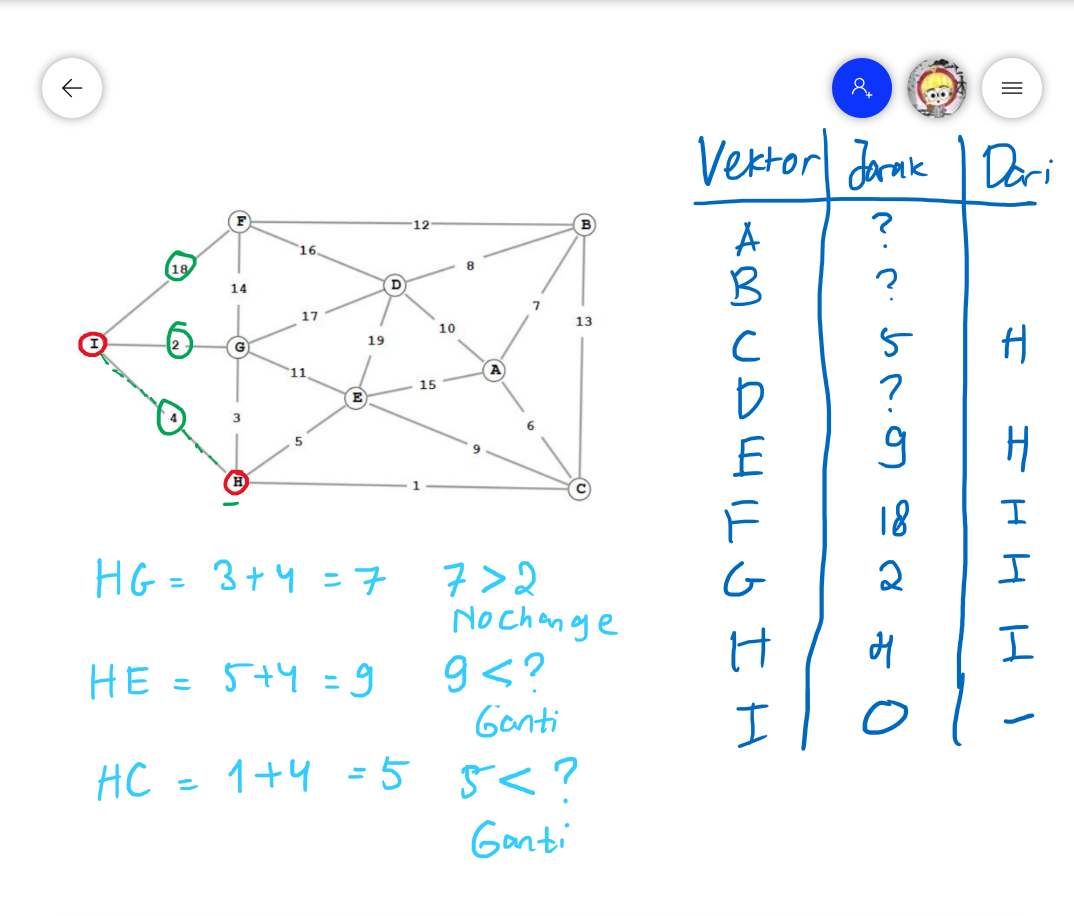 Vektor Jarak Dari
A ?
B ?
C 5 H
D ?
E 9 H
F 18 I
G 2 I
H 4 I
I 0 –
F 12 B
16
18
D 8
14
7
17
13
I 2 G
10
19
11
A
15
4
3
E
6
5
9
H 1 C
HG = 3+4 = 7 7 > 2
No change
HE = 5+4 = 9 9 < ?
Ganti
HC = 1+4 = 5 5 < ?
Ganti